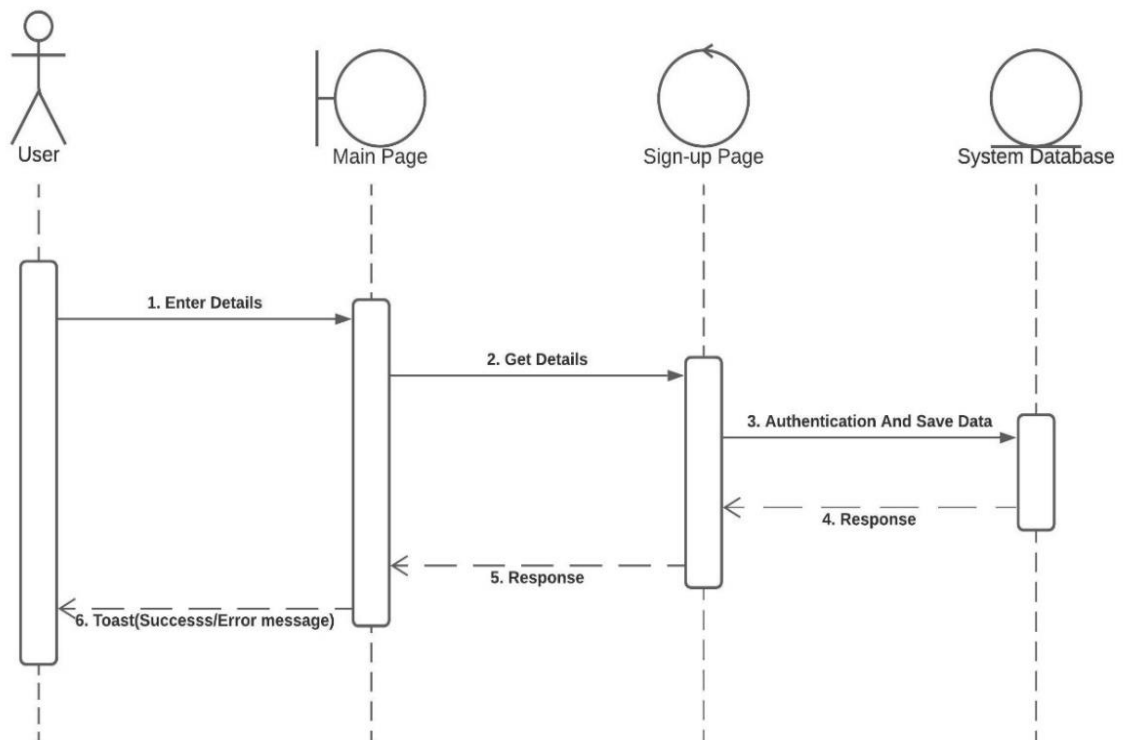 User
Main Page
Sign-up Page
System Database
1. Enter Details
2. Get Details
3. Authentication And Save Data
4. Response
5. Response
6. Toast(Successs/Error message)